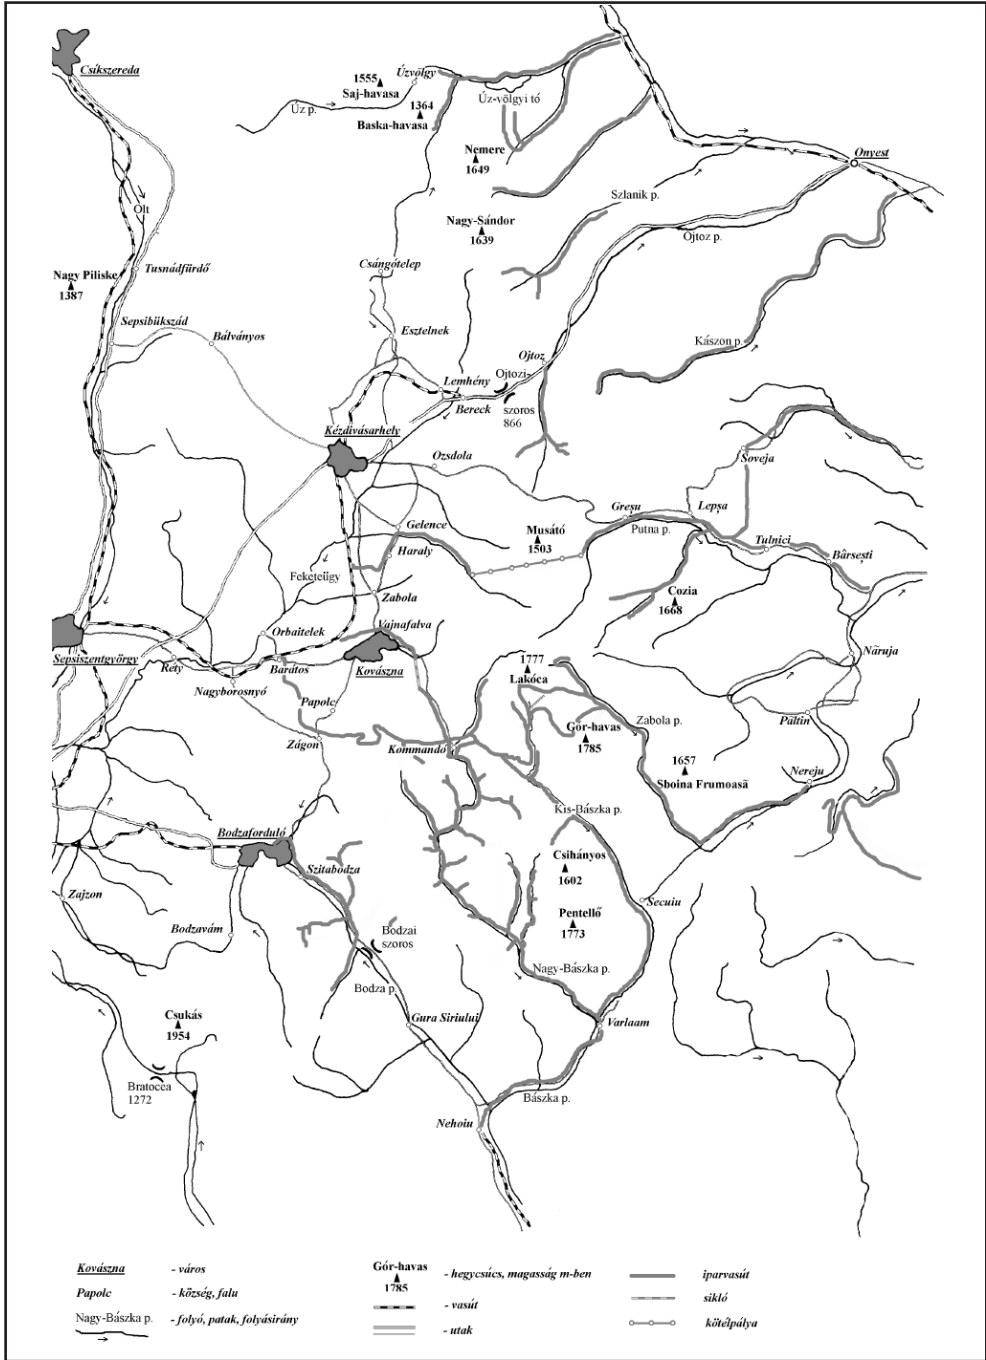 Csíkszereda
1555
Saj-havasa
Úzvölgy
1364
Baska-havasa
Úz p.
Úz-völgyi tó
Nemere
1649
Onyest
Szlanik p.
Olt
Nagy-Sándor
1639
Ojtoz p.
Csángótelep
Tusnádfürdő
Nagy Piliske
1387
Sepsibükszád
Bálványos
Esztelnek
Kászon p.
Ojtoz
Lemhény
Ojtozi-
szoros
866
Bereck
Kézdivásárhely
Ozsdola
Soveja
Gelence
Musátó
1503
Greşu
Putna p.
Lepşa
Tulnici
Bârseşti
Haraly
Feketeügy
Zabola
Cozia
1668
Orbaitelek
Vajnafalva
Sepsiszentgyörgy
Réty
Barátos
Kovászna
Nagyborosnyó
Năruja
1777
Lakóca
Papolc
Zágon
Kommandó
Gór-havas
1785
Zabola p.
Păltin
1657
Sboina Frumoasă
Nereju
Kis-Bászka p.
Bodzaforduló
Csihányos
1602
Szitabodza
Zajzon
Secuiu
Pentellő
1773
Bodzavám
Bodzai
szoros
Nagy-Bászka p.
Bodza p.
Csukás
1954
Gura Siriului
Varlaam
Bratocea
1272
Bászka p.
Nehoiu
Kovászna - város
Papolc - község, falu
Nagy-Bászka p. - folyó, patak, folyásirány
Gór-havas
1785
- hegycsúcs, magasság m-ben
- vasút
- utak
iparvasút
sikló
kötélpálya